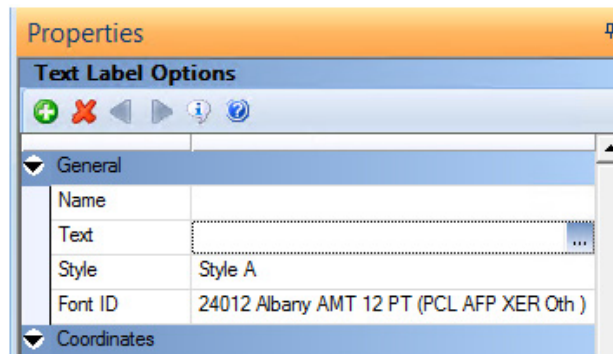 Properties
Text Label Options
General
Name
Text
...
Style Style A
Font ID 24012 Albany AMT 12 PT (PCL AFP XER Oth )
Coordinates